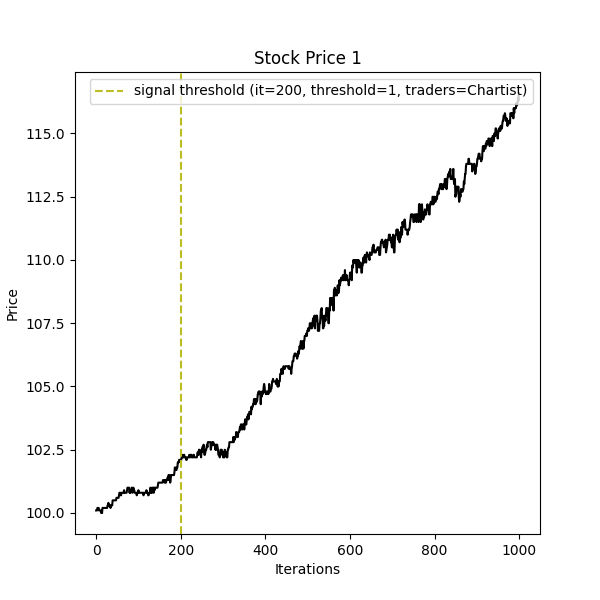 Stock Price 1
signal threshold (it=200, threshold=1, traders=Chartist)
115.0
112.5
110.0
107.5
105.0
102.5
100.0
Price
0 200 400 600 800 1000
Iterations